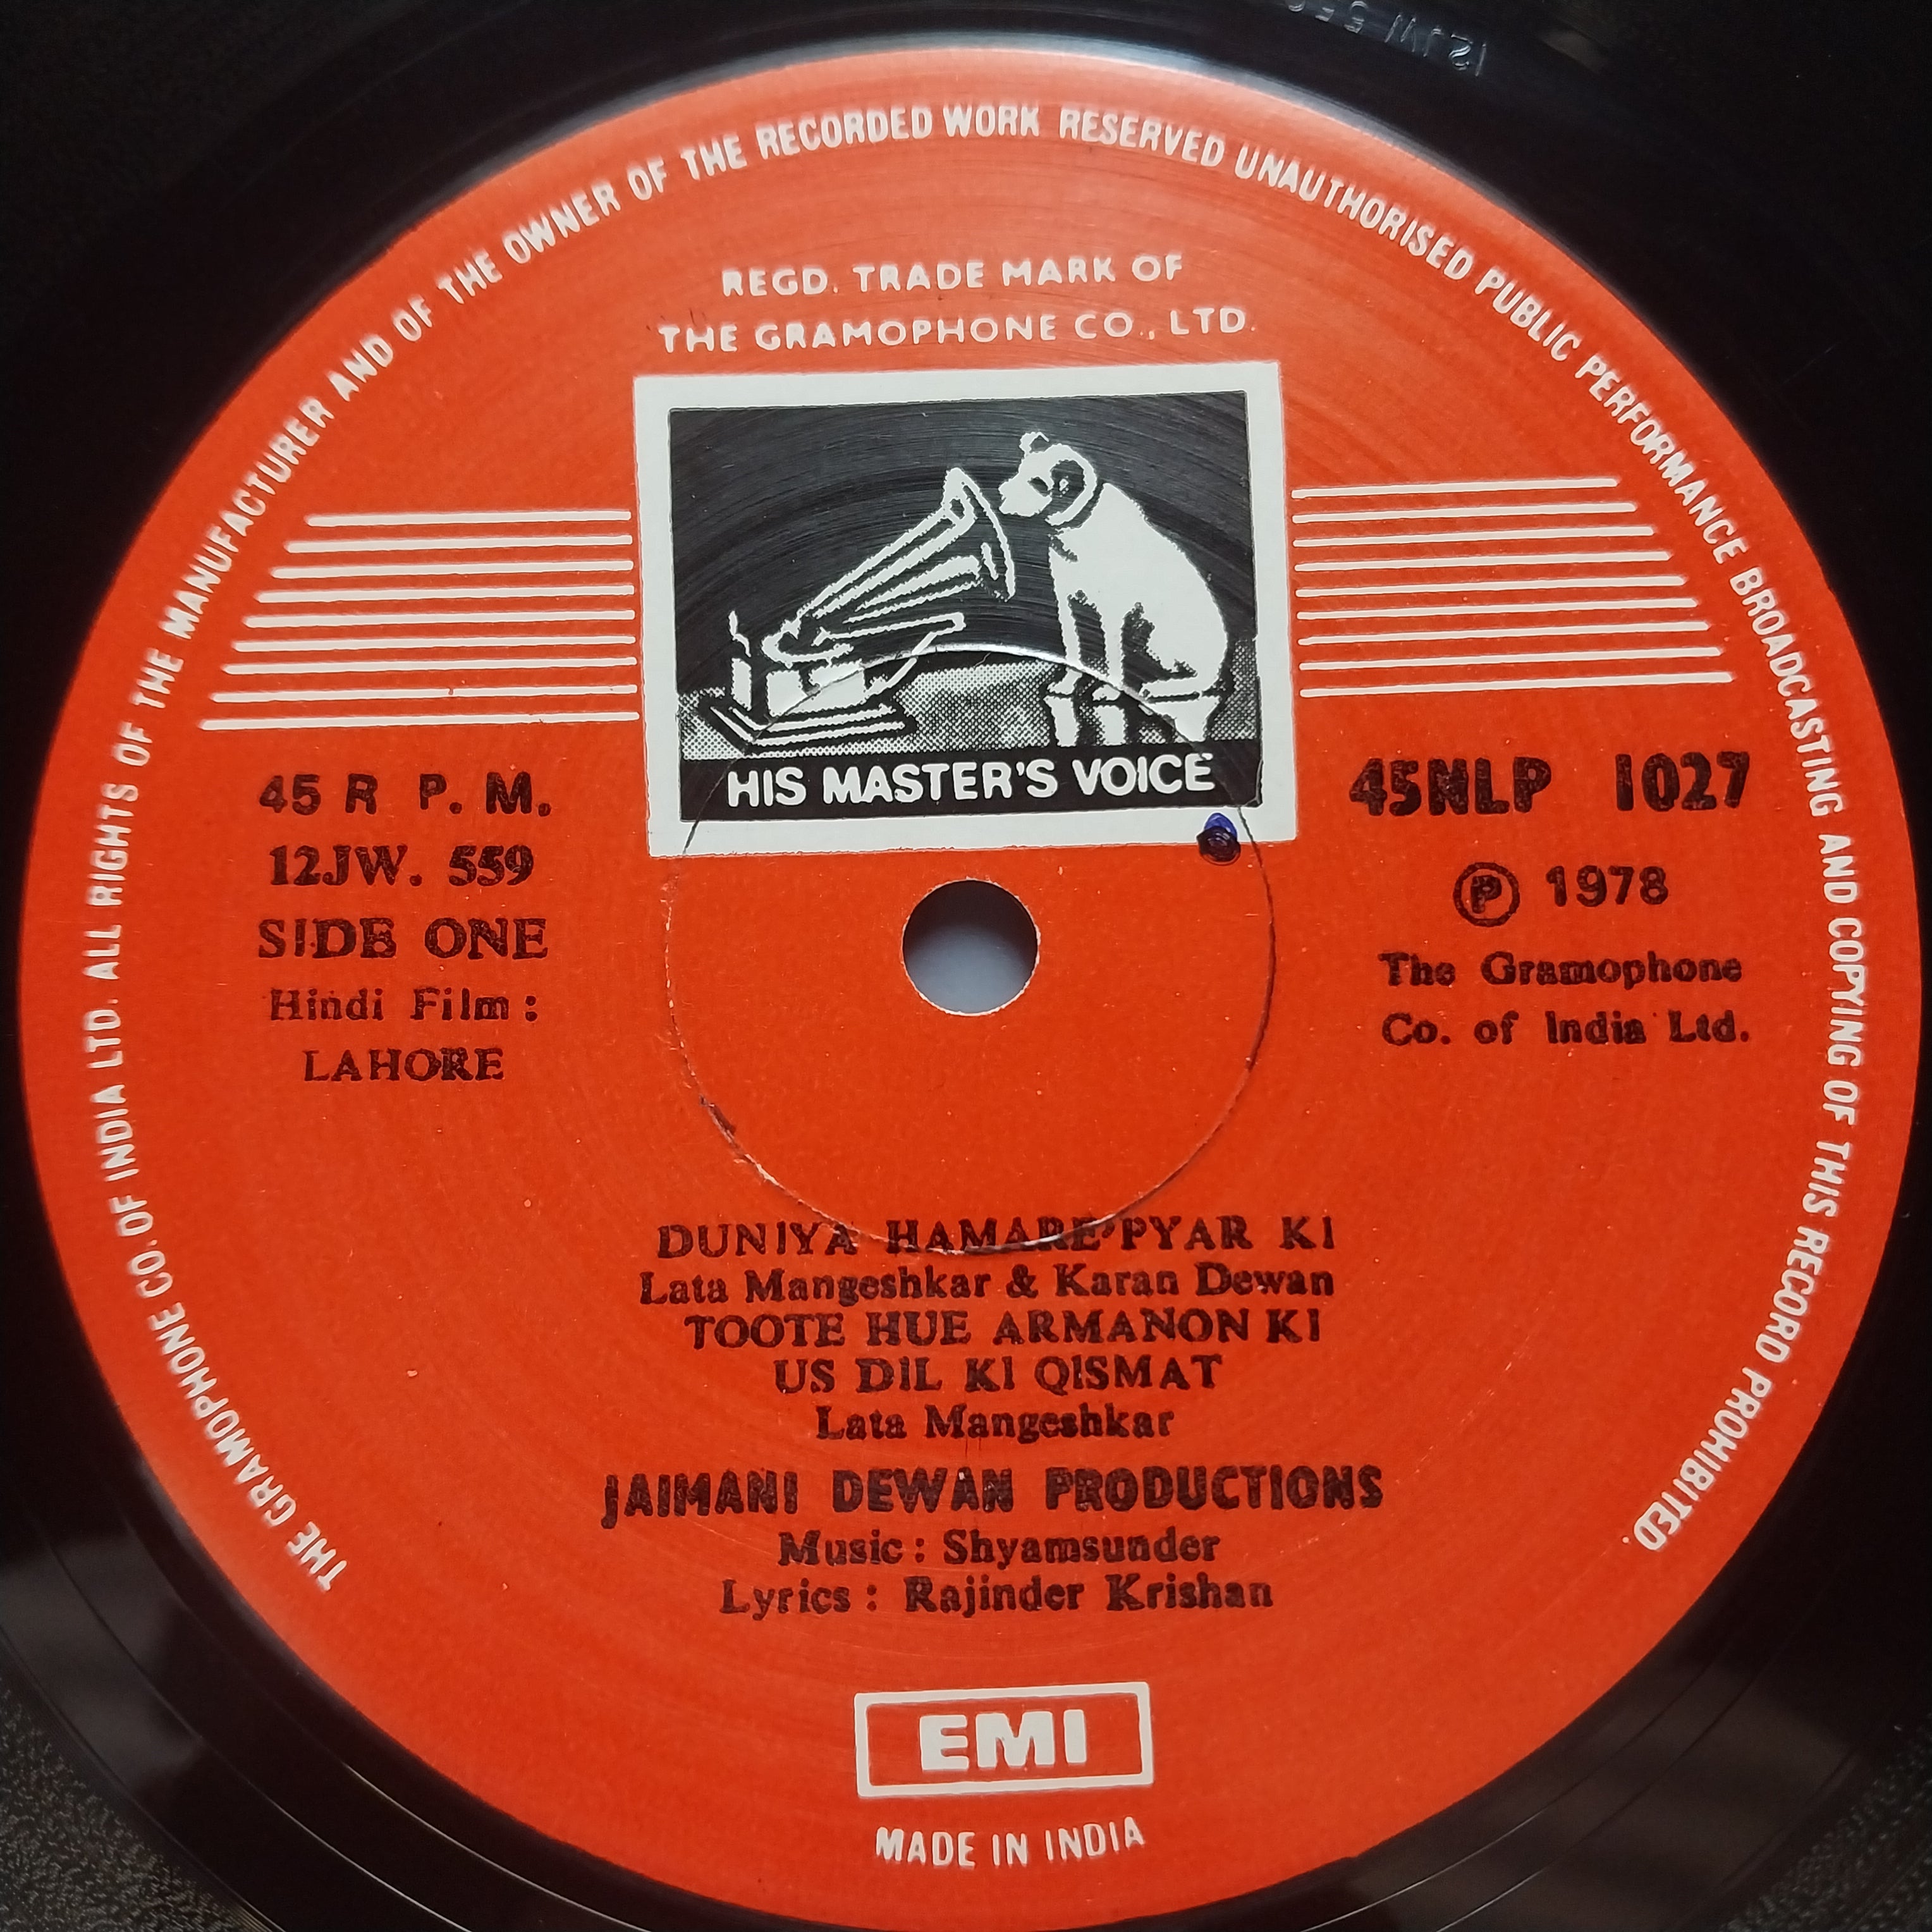 THE GRAMOPHONE CO. OF INDIA LTD. ALL RIGHTS OF THE MANUFACTURER AND OF THE OWNER OF THE RECORDED WORK RESERVED UNAUTHORISED PUBLIC PERFORMANCE BROADCASTING AND COPYING OF THIS RECORD PROHIBITED.
REGD. TRADE MARK OF
THE GRAMOPHONE CO., LTD.
HIS MASTER'S VOICE
45 R P. M.
12JW. 559
SIDE ONE
Hindi Film :
LAHORE
45NLP 1027
Ⓟ 1978
The Gramophone
Co. of India Ltd.
DUNIYA HAMARE PYAR KI
Lata Mangeshkar & Karan Dewan
TOOTE HUE ARMANON KI
US DIL KI QISMAT
Lata Mangeshkar
JAIMANI DEWAN PRODUCTIONS
Music : Shyamsunder
Lyrics : Rajinder Krishan
EMI
MADE IN INDIA